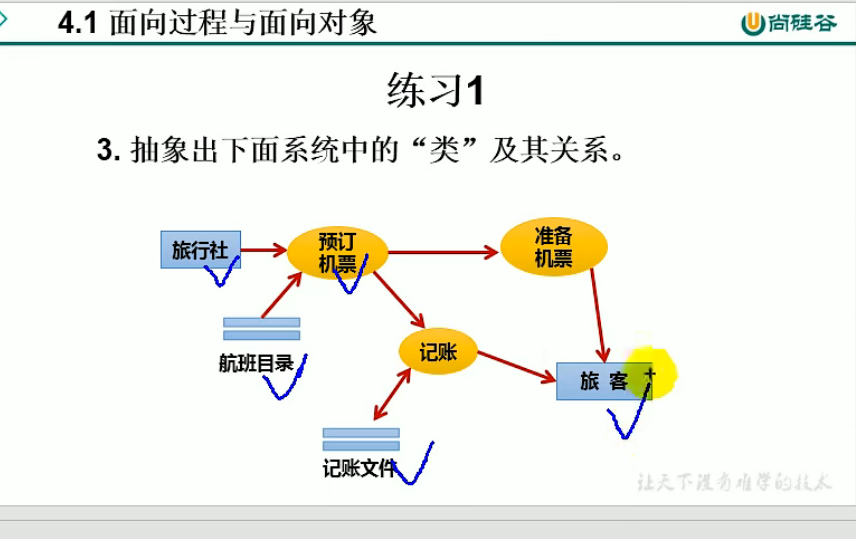 4.1 面向过程与面向对象
尚硅谷
练习1
3. 抽象出下面系统中的“类”及其关系。
旅行社
预订
机票
准备
机票
航班目录
记账
旅 客
记账文件
让天下没有难学的技术